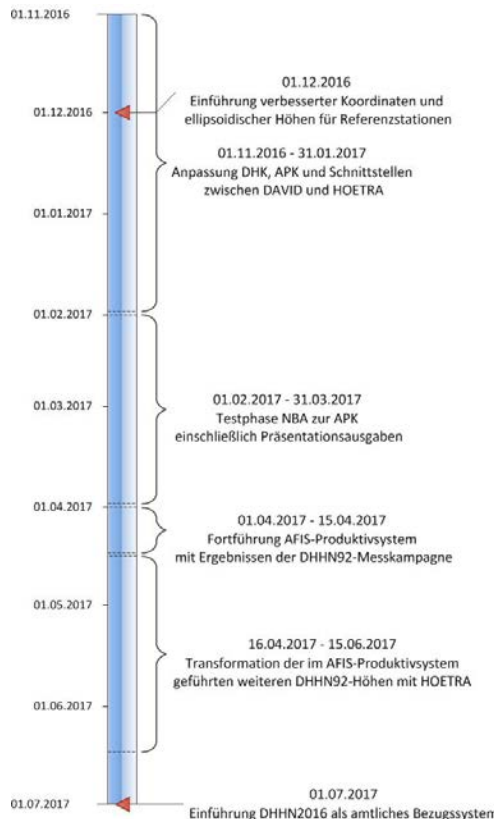 01.11.2016
01.12.2016
Einführung verbesserter Koordinaten und
ellipsoidischer Höhen für Referenzstationen
01.12.2016
01.11.2016 - 31.01.2017
Anpassung DHK, APK und Schnittstellen
zwischen DAVID und HOETRA
01.01.2017
01.02.2017
01.02.2017 - 31.03.2017
Testphase NBA zur APK
einschließlich Präsentationsausgaben
01.03.2017
01.04.2017
01.04.2017 - 15.04.2017
Fortführung AFIS-Produktivsystem
mit Ergebnissen der DHHN92-Messkampagne
01.05.2017
16.04.2017 - 15.06.2017
Transformation der im AFIS-Produktivsystem
geführten weiteren DHHN92-Höhen mit HOETRA
01.06.2017
01.07.2017
01.07.2017
Einführung DHHN2016 als amtliches Bezugssystem